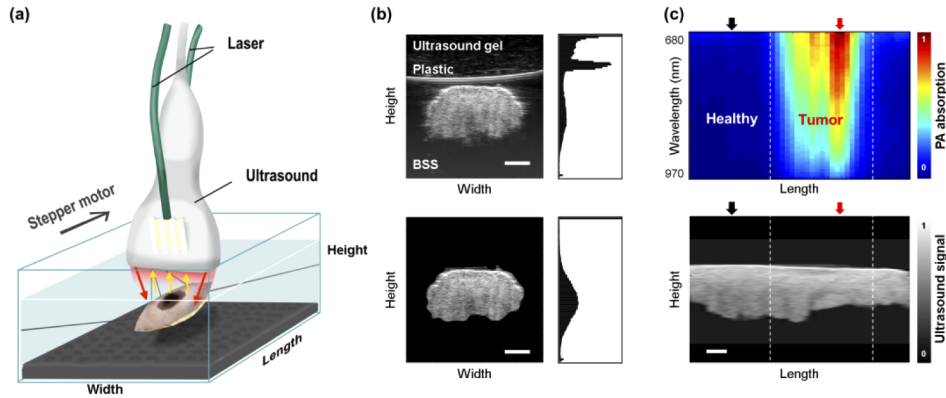 (a)
Laser
Ultrasound
Stepper motor
Height
Length
Width
(b)
Ultrasound gel
Plastic
Height
BSS
Width
Height
Width
(c)
680
Wavelength (nm)
970
Healthy
Tumor
Length
1
PA absorption
0
Height
Length
1
Ultrasound signal
0